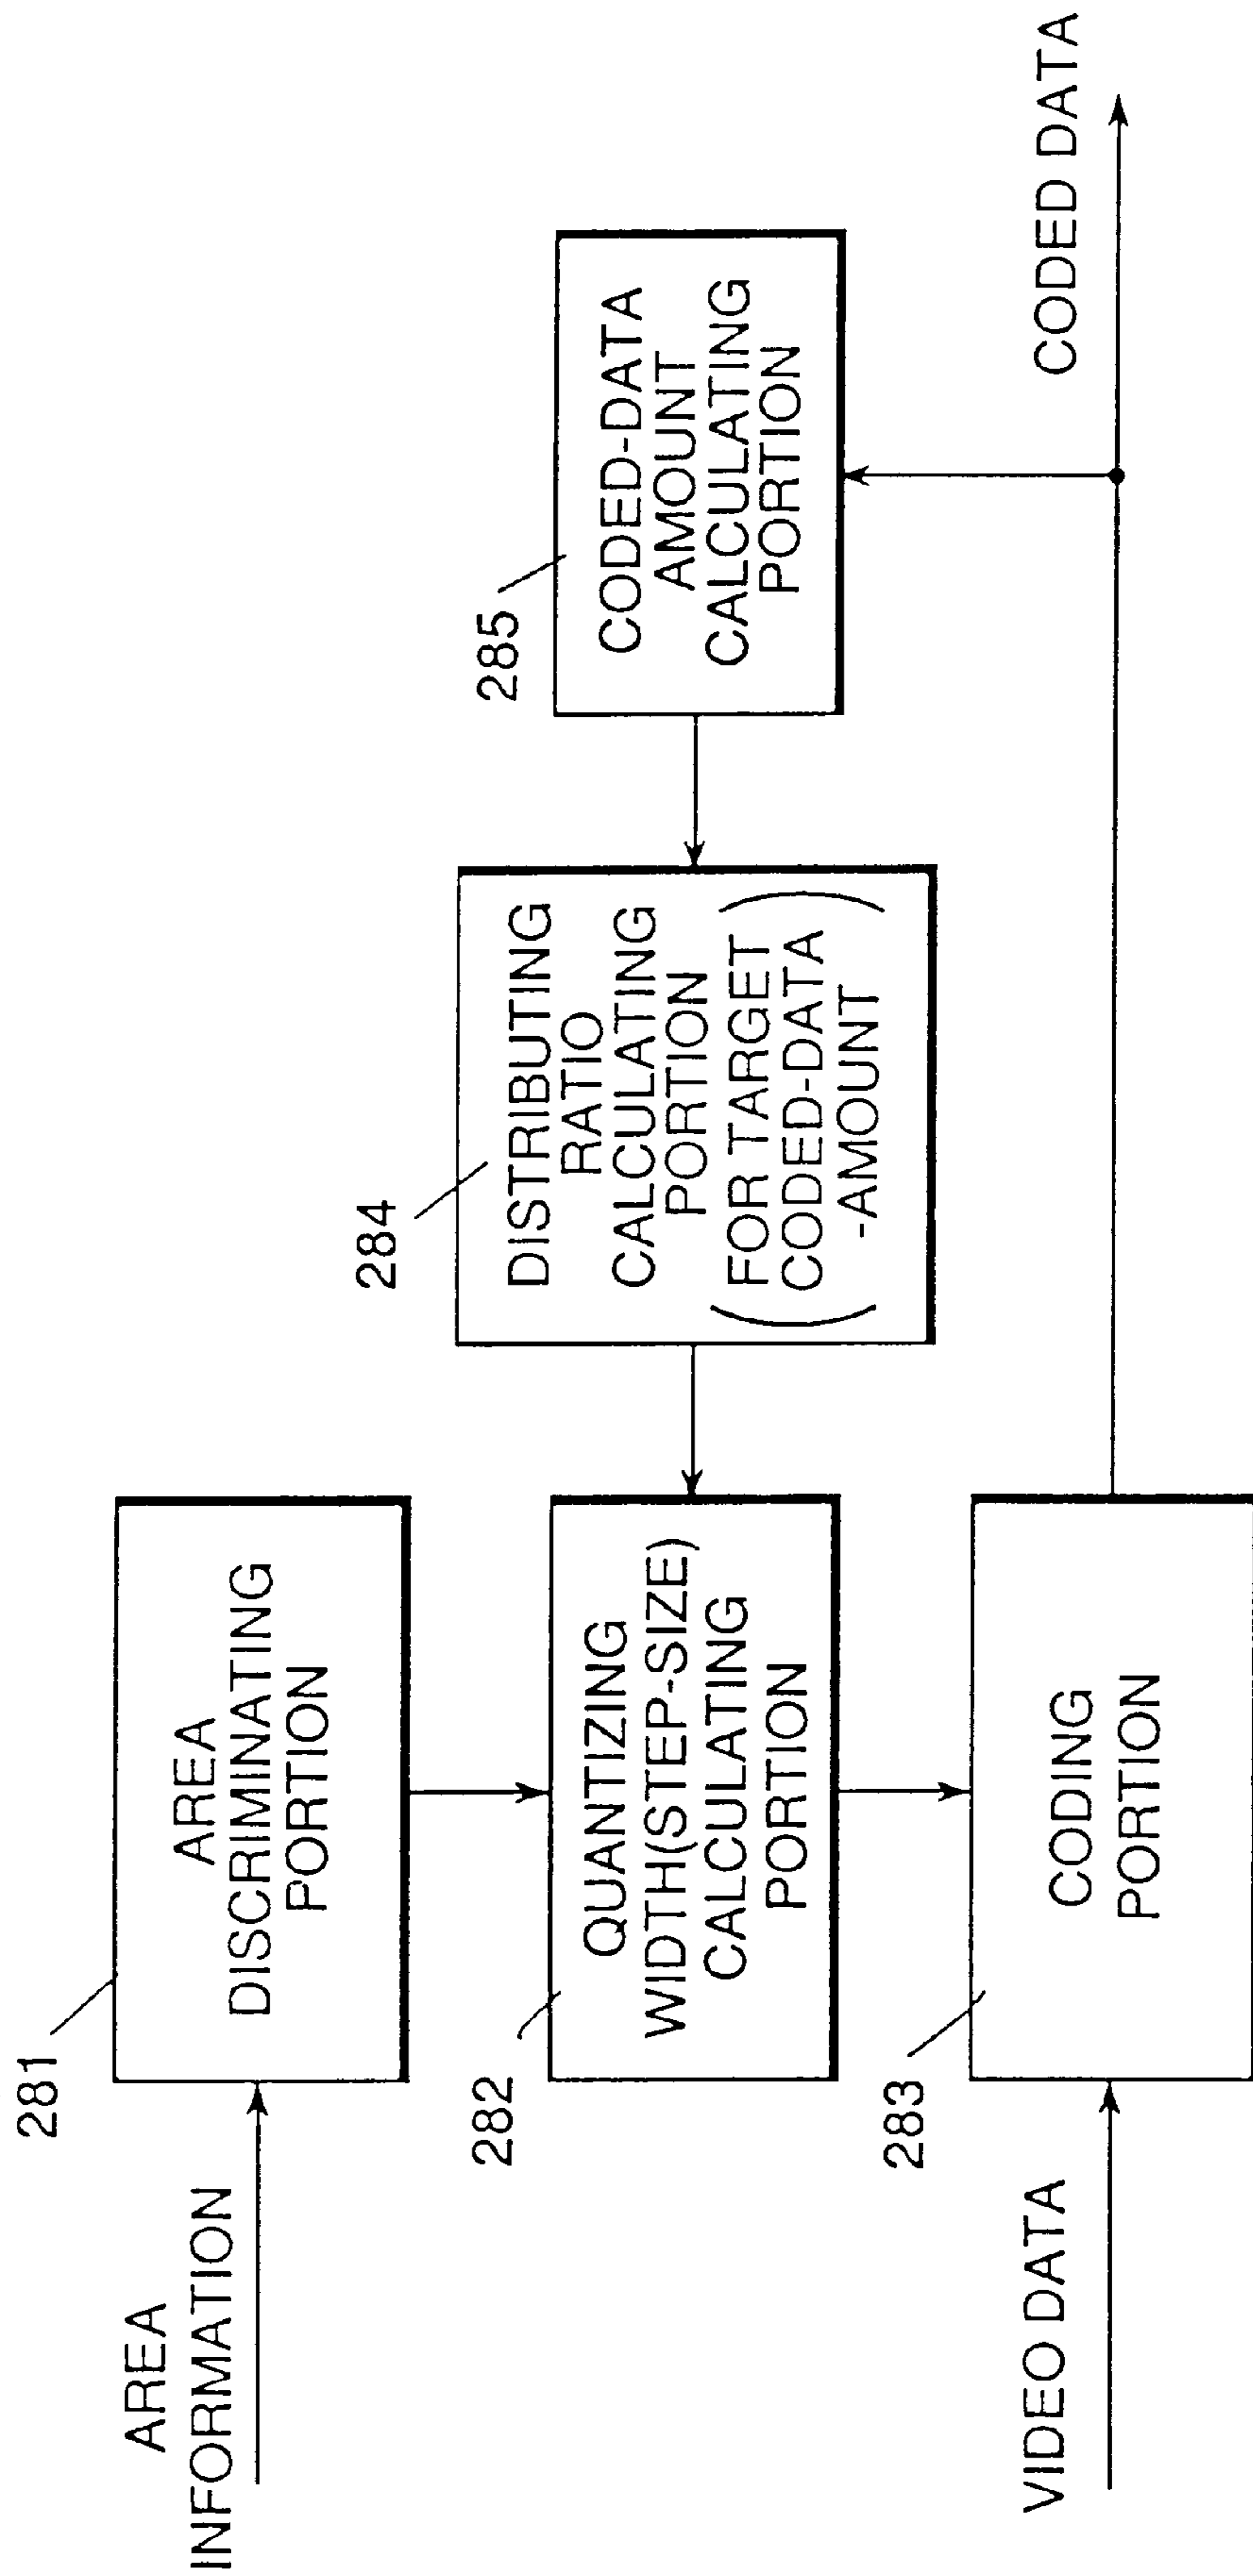 AREA
INFORMATION
281
AREA
DISCRIMINATING
PORTION
282
QUANTIZING
WIDTH(STEP-SIZE)
CALCULATING
PORTION
284
DISTRIBUTING
RATIO
CALCULATING
PORTION
(FOR TARGET
CODED-DATA
-AMOUNT)
285
CODED-DATA
AMOUNT
CALCULATING
PORTION
VIDEO DATA
283
CODING
PORTION
CODED DATA